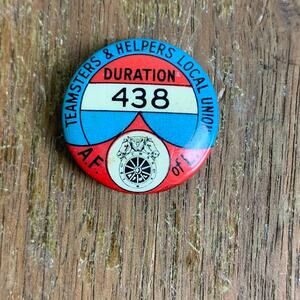 TEAMSTERS & HELPERS LOCAL UNION
DURATION
438
A.F. of L.